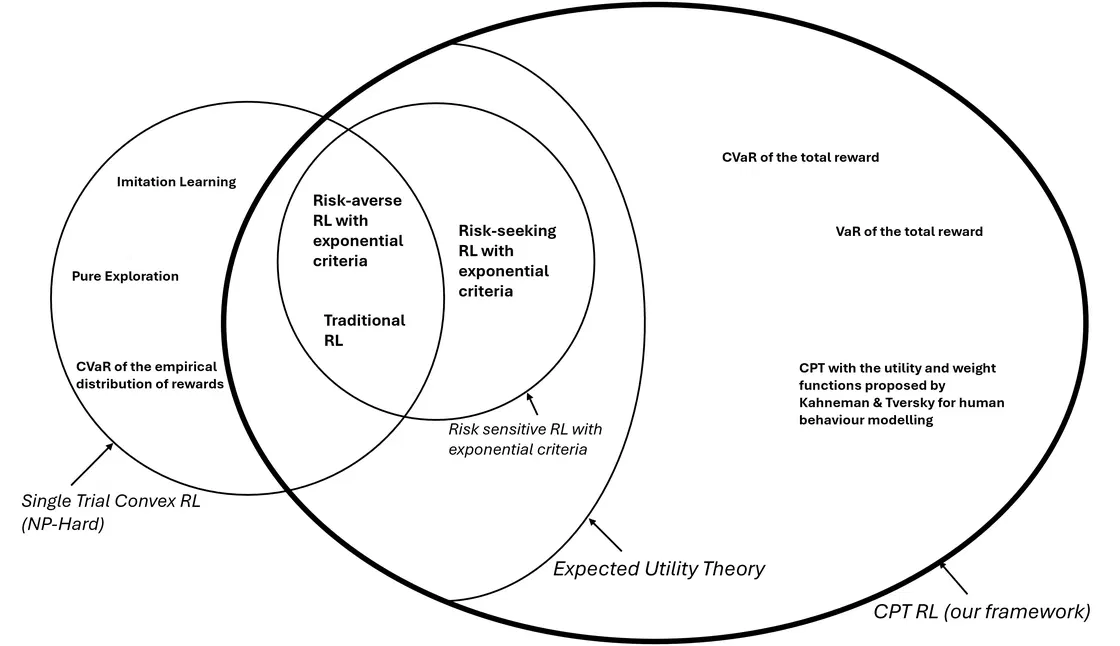 CVaR of the total reward
Imitation Learning
Risk-averse
RL with
exponential
criteria
Risk-seeking
RL with
exponential
criteria
VaR of the total reward
Pure Exploration
Traditional
RL
CVaR of the empirical
distribution of rewards
CPT with the utility and weight
functions proposed by
Kahneman & Tversky for human
behaviour modelling
Risk sensitive RL with
exponential criteria
Single Trial Convex RL
(NP-Hard)
Expected Utility Theory
CPT RL (our framework)